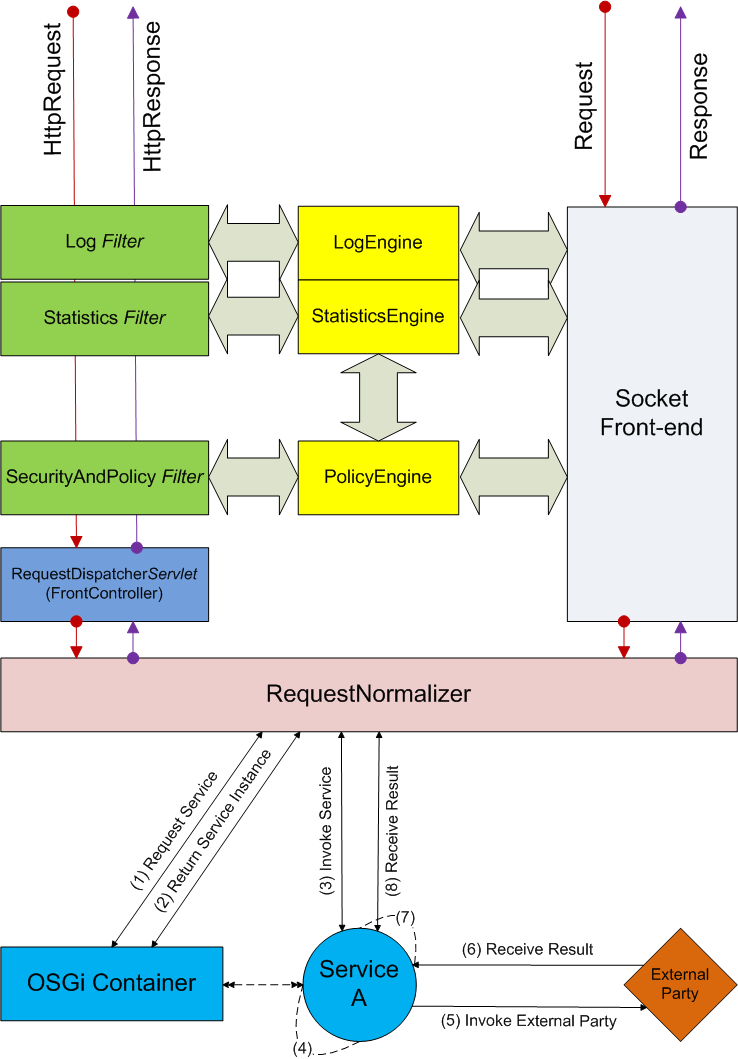 HttpRequest
HttpResponse
Request
Response
Log Filter
LogEngine
Statistics Filter
StatisticsEngine
Socket
Front-end
SecurityAndPolicy Filter
PolicyEngine
RequestDispatcherServlet
(FrontController)
RequestNormalizer
(1) Request Service
(2) Return Service Instance
(3) Invoke Service
(8) Receive Result
(7)
OSGi Container
Service
A
(6) Receive Result
External
Party
(5) Invoke External Party
(4)